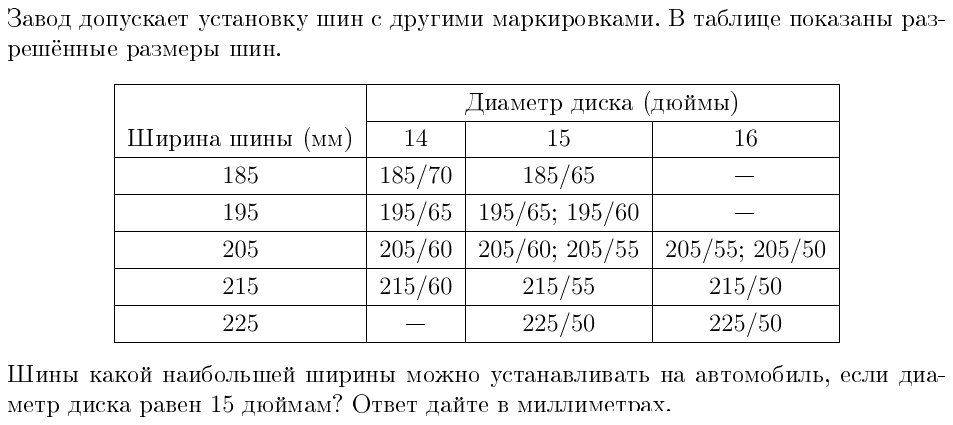 Завод допускает установку шин с другими маркировками. В таблице показаны раз-
решённые размеры шин.
Диаметр диска (дюймы)
Ширина шины (мм) 14 15 16
185 185/70 185/65 –
195 195/65 195/65; 195/60 –
205 205/60 205/60; 205/55 205/55; 205/50
215 215/60 215/55 215/50
225 – 225/50 225/50
Шины какой наибольшей ширины можно устанавливать на автомобиль, если диа-
метр диска равен 15 дюймам? Ответ дайте в миллиметрах.